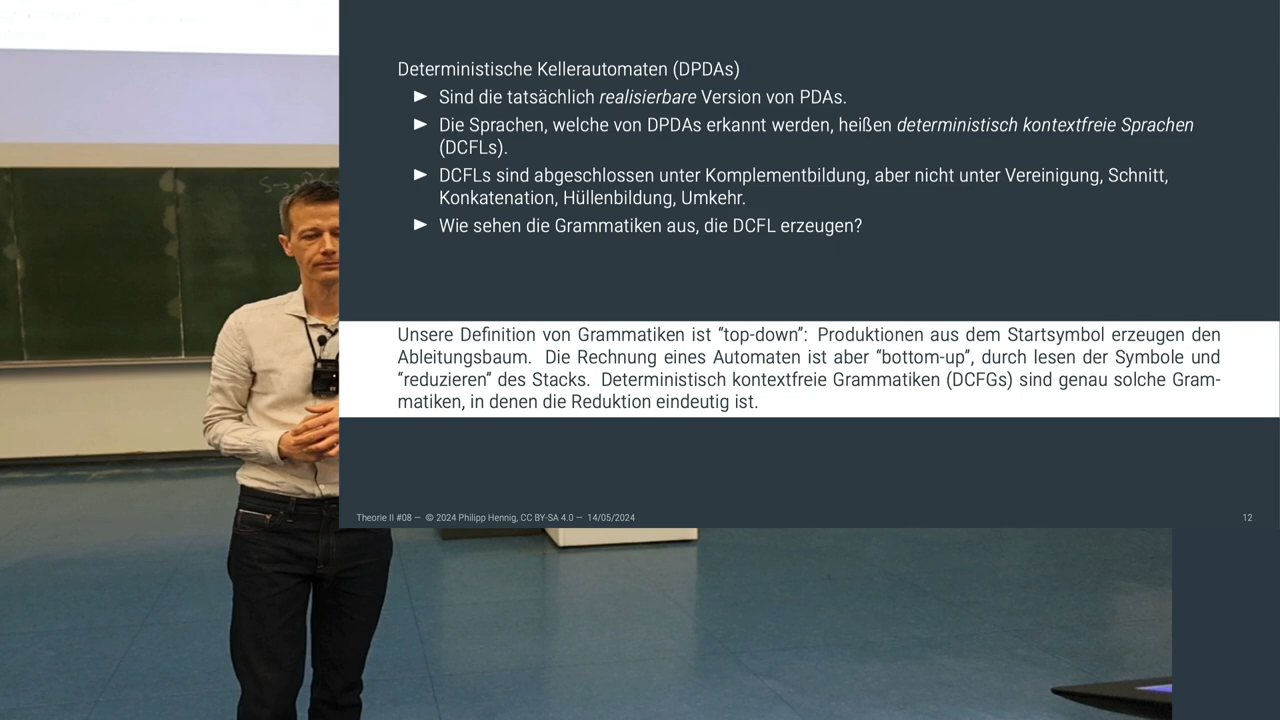 Deterministische Kellerautomaten (DPDAs)
► Sind die tatsächlich realisierbare Version von PDAs.
► Die Sprachen, welche von DPDAs erkannt werden, heißen deterministisch kontextfreie Sprachen
(DCFLs).
► DCFLs sind abgeschlossen unter Komplementbildung, aber nicht unter Vereinigung, Schnitt,
Konkatenation, Hüllenbildung, Umkehr.
► Wie sehen die Grammatiken aus, die DCFL erzeugen?
Unsere Definition von Grammatiken ist “top-down”: Produktionen aus dem Startsymbol erzeugen den
Ableitungsbaum. Die Rechnung eines Automaten ist aber “bottom-up”, durch lesen der Symbole und
“reduzieren” des Stacks. Deterministisch kontextfreie Grammatiken (DCFGs) sind genau solche Gram-
matiken, in denen die Reduktion eindeutig ist.
Theorie II #08 — © 2024 Philipp Hennig, CC BY-SA 4.0 — 14/05/2024
12